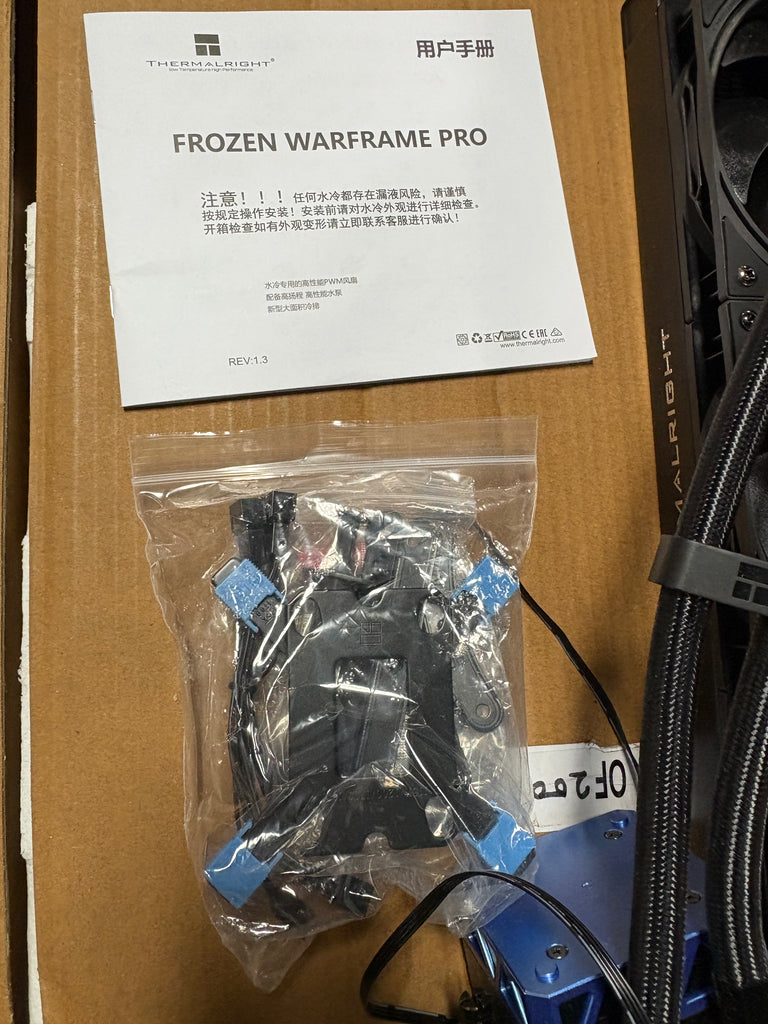 THERMALRIGHT®
low Temperature High Performance
用户手册
FROZEN WARFRAME PRO
注意！！！任何水冷都存在漏液风险，请谨慎
按规定操作安装！安装前请对水冷外观进行详细检查。
开箱检查如有外观变形请立即联系客服进行确认！
水冷专用的高性能PWM风扇
配备高扬程 高性能水泵
新型大面积冷排
REV:1.3
RoHS CE EAC
www.thermalright.com
MALRIGHT